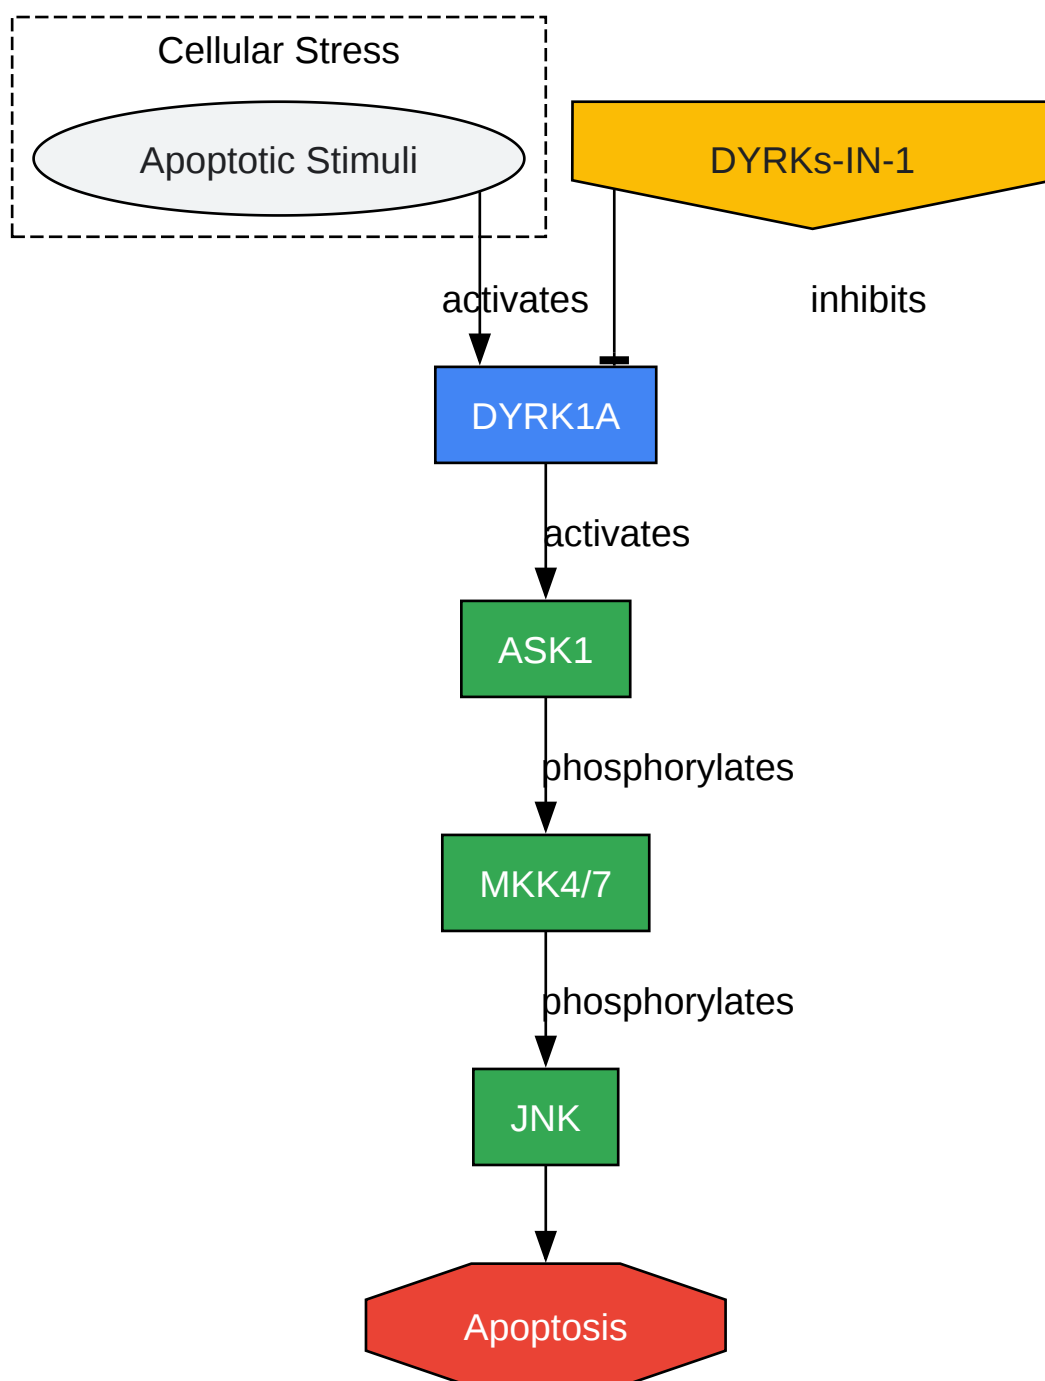 Cellular Stress
Apoptotic Stimuli
DYRKs-IN-1
activates
inhibits
DYRK1A
activates
ASK1
phosphorylates
MKK4/7
phosphorylates
JNK
Apoptosis